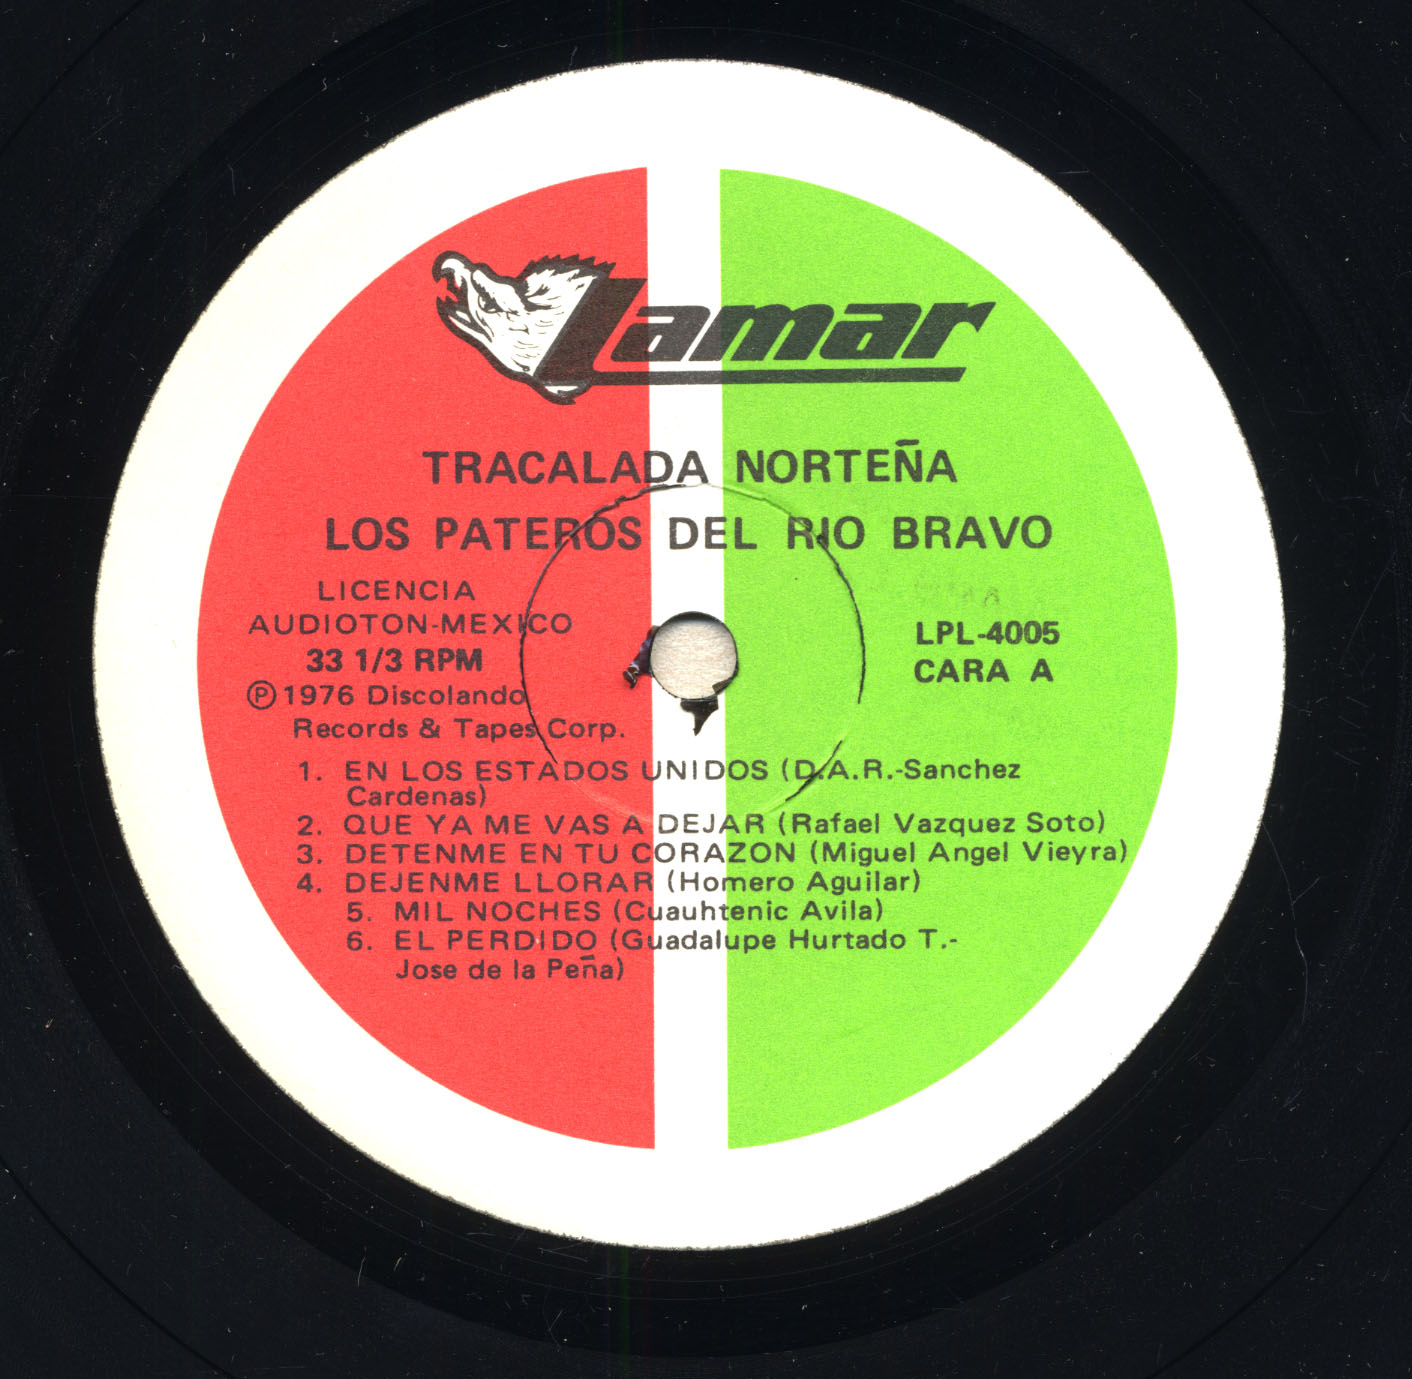 Lamar
TRACALADA NORTEÑA
LOS PATEROS DEL RIO BRAVO
LICENCIA
AUDIOTON-MEXICO
33 1/3 RPM
Ⓟ 1976 Discolando
Records & Tapes Corp.
LPL-4005
CARA A
1. EN LOS ESTADOS UNIDOS (D.A.R.-Sanchez
Cardenas)
2. QUE YA ME VAS A DEJAR (Rafael Vazquez Soto)
3. DETENME EN TU CORAZON (Miguel Angel Vieyra)
4. DEJENME LLORAR (Homero Aguilar)
5. MIL NOCHES (Cuauhtenic Avila)
6. EL PERDIDO (Guadalupe Hurtado T.-
Jose de la Peña)